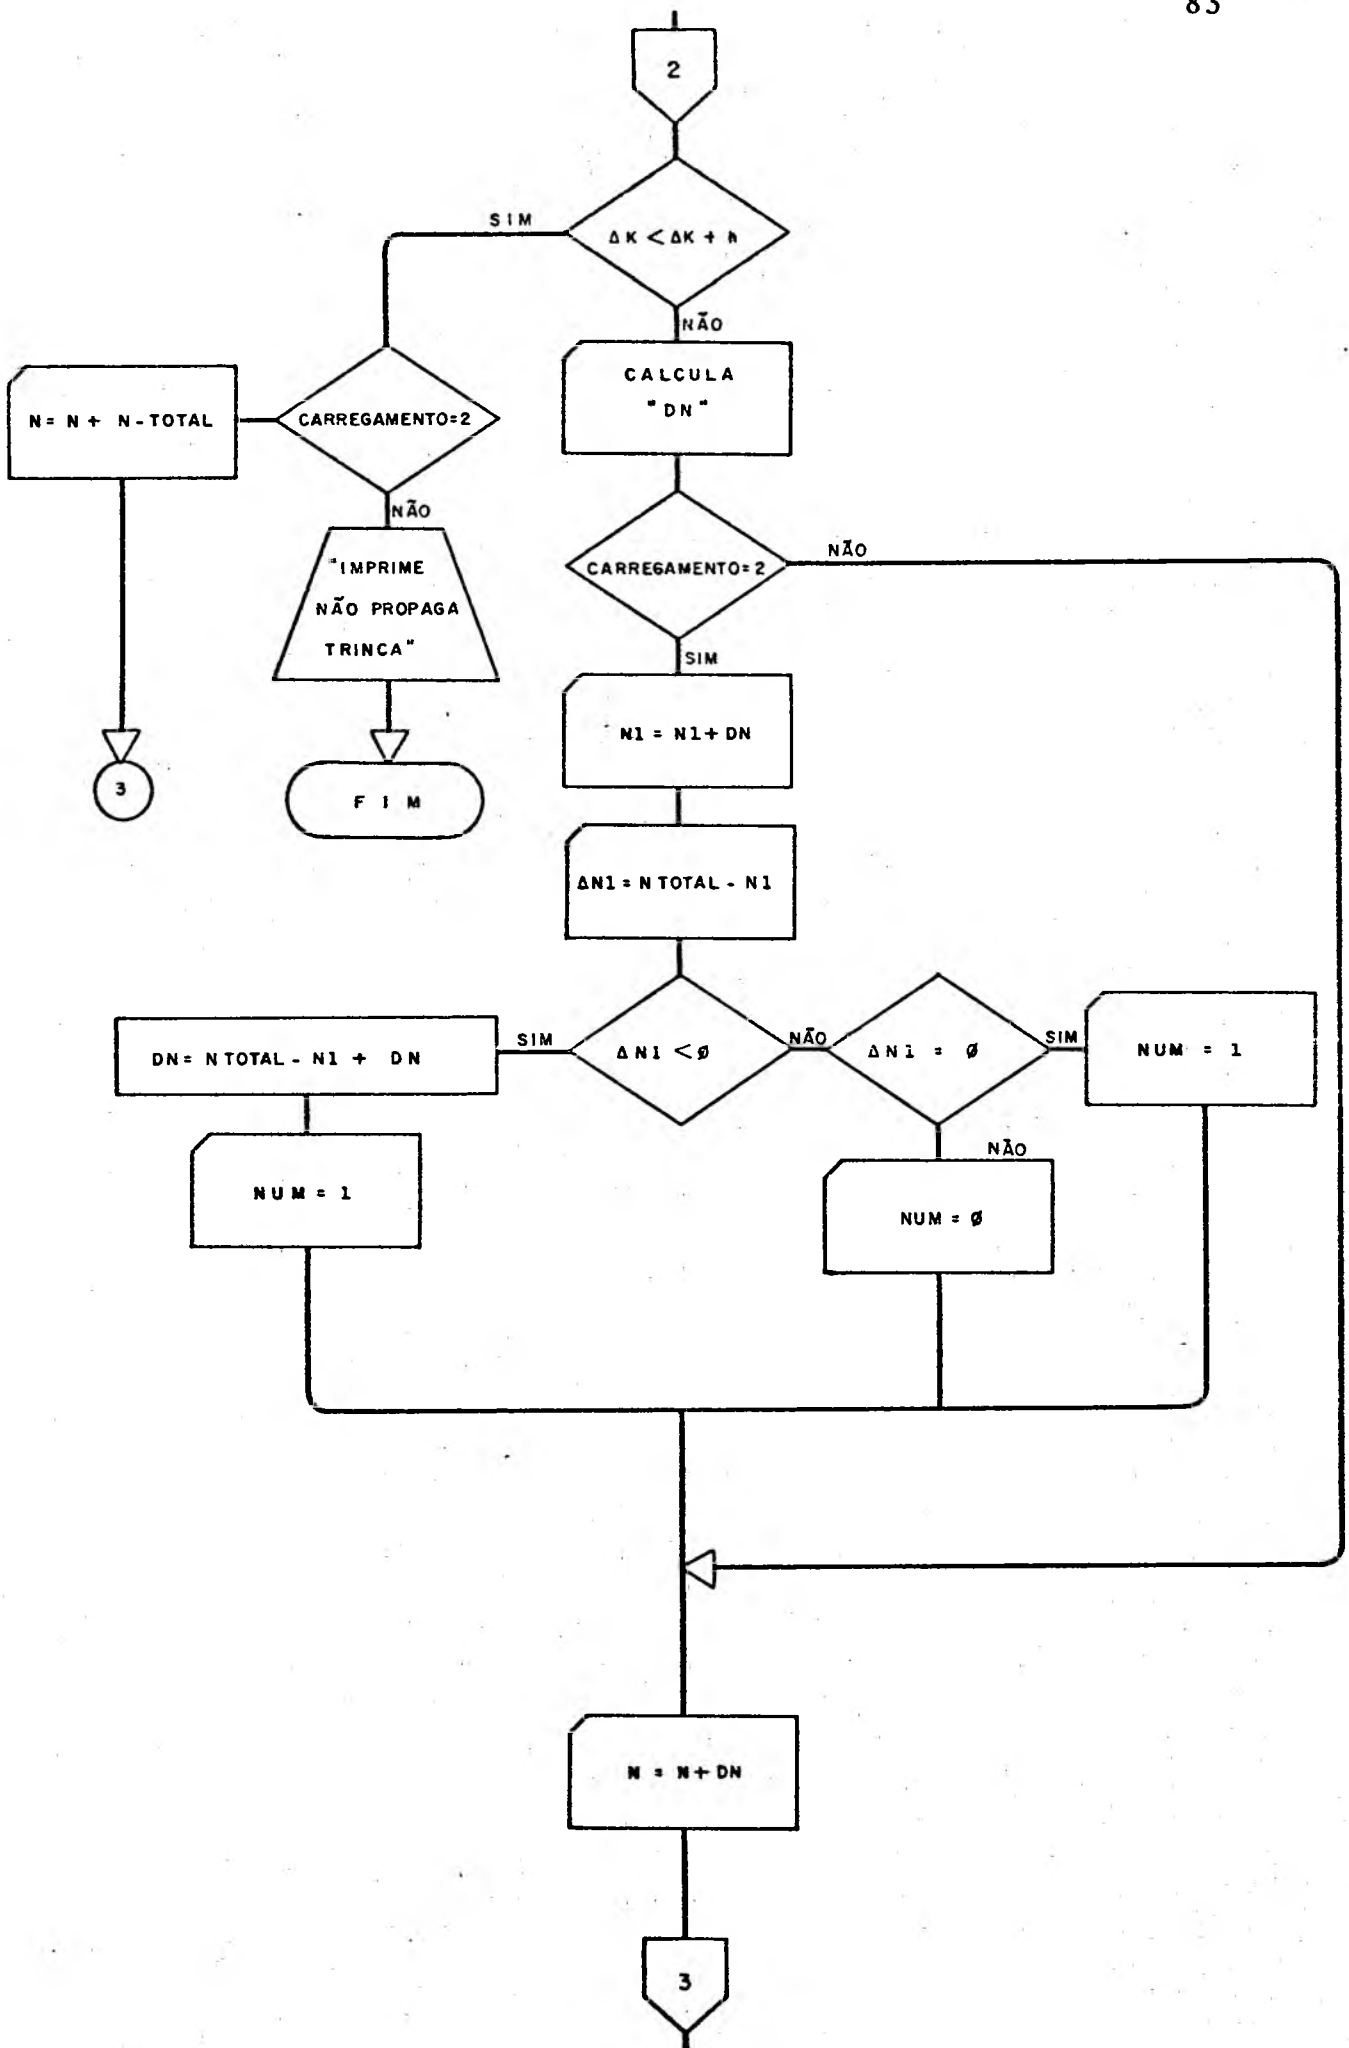 83
2
SIM
ΔK < ΔK + h
NÃO
CALCULA
"DN"
N = N + N - TOTAL
CARREGAMENTO=2
NÃO
"IMPRIME
NÃO PROPAGA
TRINCA"
CARREGAMENTO=2
NÃO
SIM
N1 = N1 + DN
3
F I M
ΔN1 = N TOTAL - N1
DN = N TOTAL - N1 + DN
SIM
ΔN1 < Ø
NÃO
ΔN1 = Ø
SIM
NUM = 1
NÃO
NUM = 1
NUM = Ø
N = N + DN
3